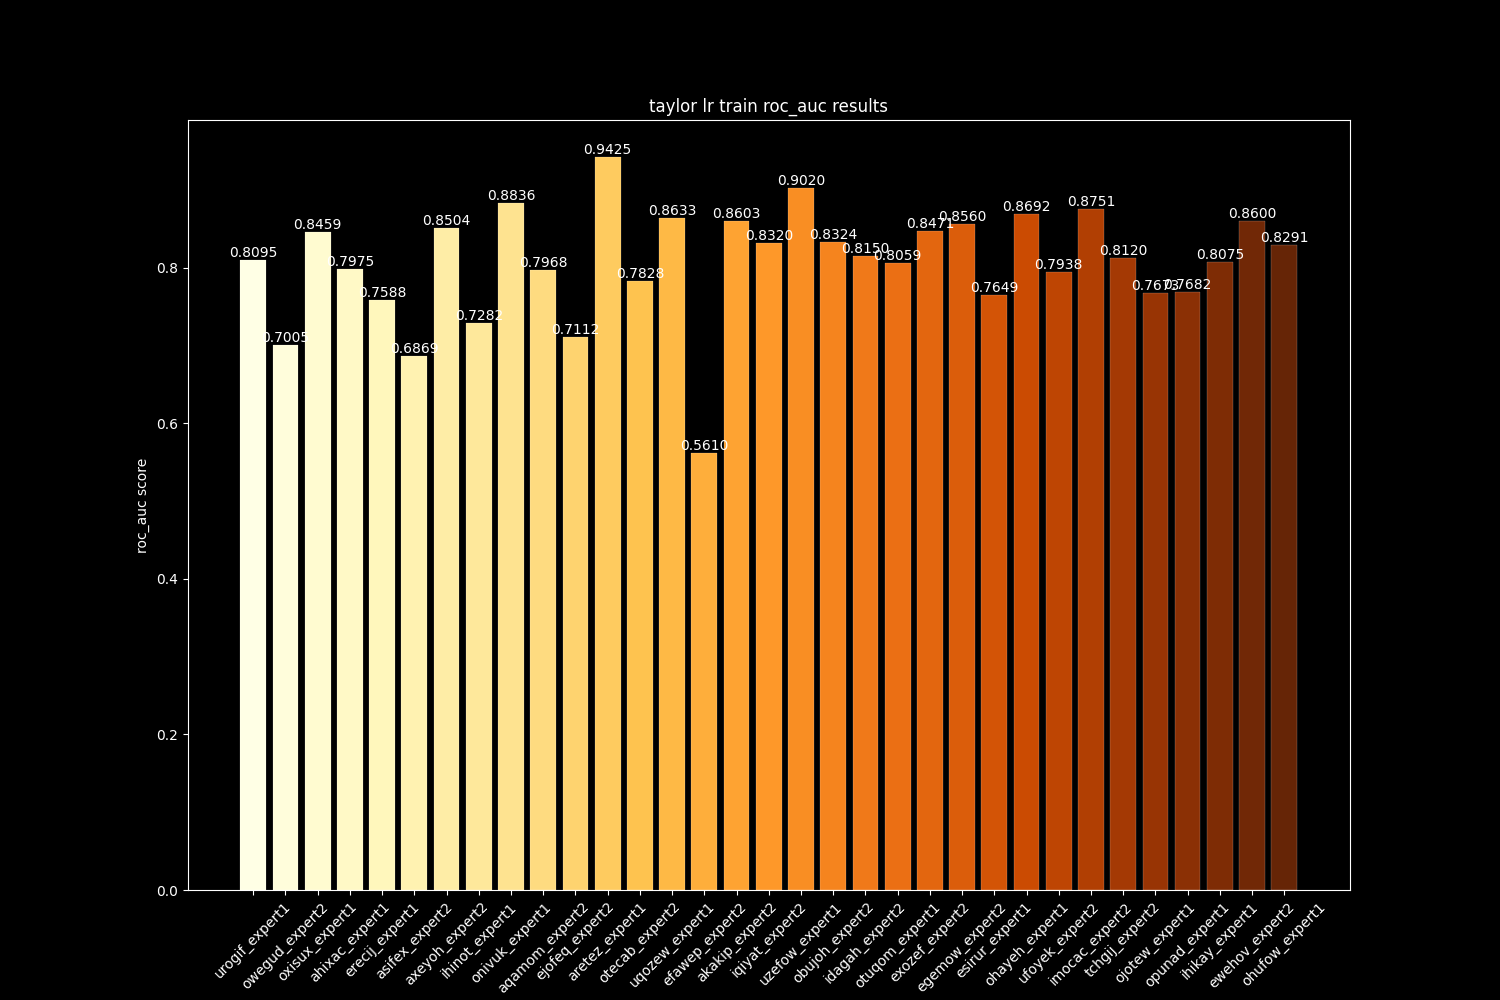 taylor lr train roc_auc results
roc_auc score
0.8
0.6
0.4
0.2
0.0
0.8095
0.7005
0.8459
0.7975
0.7588
0.6869
0.8504
0.7282
0.8836
0.7968
0.7112
0.9425
0.7828
0.8633
0.5610
0.8603
0.8320
0.9020
0.8324
0.8150
0.8059
0.8471
0.8560
0.7649
0.8692
0.7938
0.8751
0.8120
0.7673
0.7682
0.8075
0.8600
0.8291
urogif_expert1
owegud_expert2
oxisux_expert1
ahixac_expert1
erecij_expert1
asifex_expert2
axeyoh_expert2
ihinot_expert1
onivuk_expert1
aqamom_expert2
ejofeq_expert2
aretez_expert1
otecab_expert2
uqozew_expert1
efawep_expert2
akakip_expert2
iqjyat_expert2
uzefow_expert1
obujoh_expert2
idagah_expert2
otuqom_expert1
exozef_expert2
egemow_expert2
esirur_expert1
ohayeh_expert1
ufoyek_expert2
imocac_expert2
tchgjj_expert2
ojotew_expert1
opunad_expert1
ihikay_expert1
ewehov_expert2
ohufow_expert1